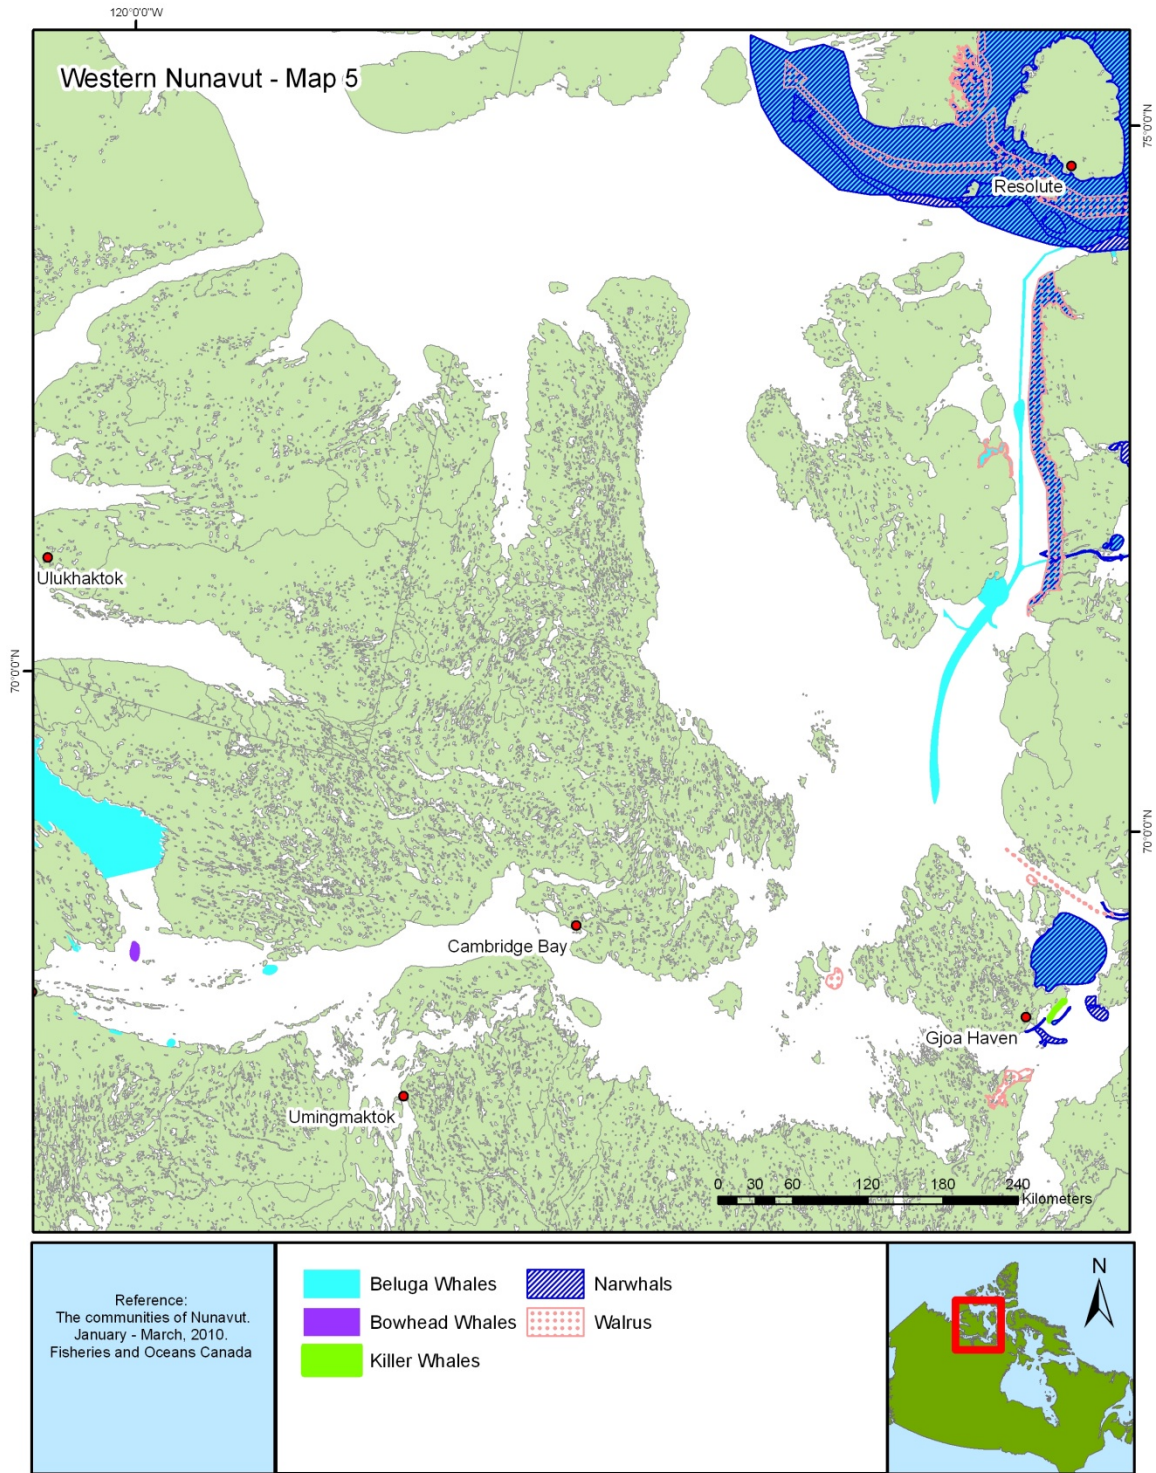 120°0'0"W
Western Nunavut - Map 5
75°0'0"N
Resolute
Ulukhaktok
70°0'0"N
70°0'0"N
Cambridge Bay
Gjoa Haven
Umingmaktok
0 30 60 120 180 240
Kilometers
Reference:
The communities of Nunavut.
January - March, 2010.
Fisheries and Oceans Canada
Beluga Whales
Bowhead Whales
Killer Whales
Narwhals
Walrus
N